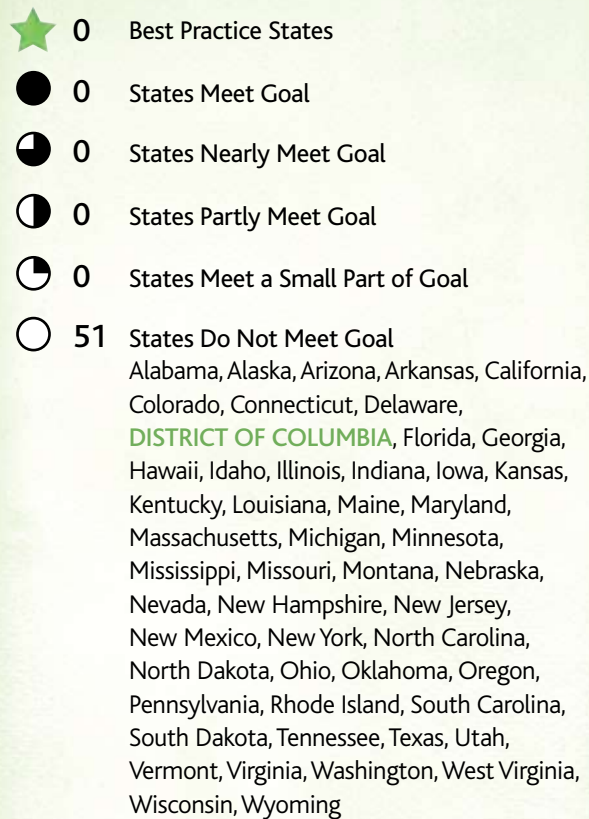 0 Best Practice States
0 States Meet Goal
0 States Nearly Meet Goal
0 States Partly Meet Goal
0 States Meet a Small Part of Goal
51 States Do Not Meet Goal
Alabama, Alaska, Arizona, Arkansas, California,
Colorado, Connecticut, Delaware,
DISTRICT OF COLUMBIA, Florida, Georgia,
Hawaii, Idaho, Illinois, Indiana, Iowa, Kansas,
Kentucky, Louisiana, Maine, Maryland,
Massachusetts, Michigan, Minnesota,
Mississippi, Missouri, Montana, Nebraska,
Nevada, New Hampshire, New Jersey,
New Mexico, New York, North Carolina,
North Dakota, Ohio, Oklahoma, Oregon,
Pennsylvania, Rhode Island, South Carolina,
South Dakota, Tennessee, Texas, Utah,
Vermont, Virginia, Washington, West Virginia,
Wisconsin, Wyoming